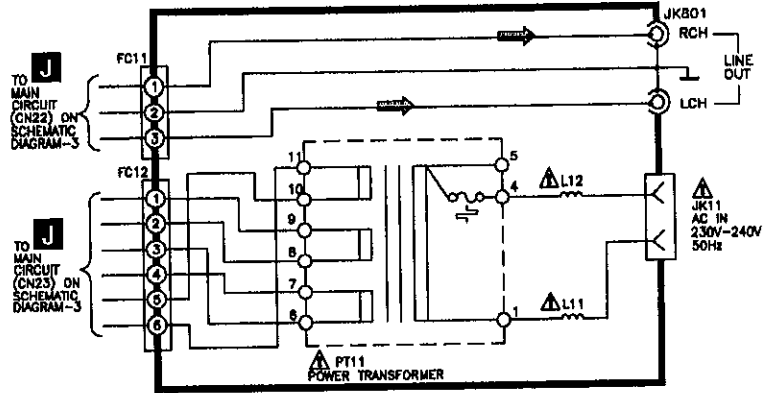 JK801
RCH
LINE
OUT
LCH
FC11
1
2
3
TO J
MAIN
CIRCUIT
(CN22) ON
SCHEMATIC
DIAGRAM-3
FC12
1
2
3
4
5
6
TO J
MAIN
CIRCUIT
(CN23) ON
SCHEMATIC
DIAGRAM-3
11
10
9
8
7
6
5
4
1
L12
L11
JK11
AC IN
230V-240V
50Hz
PT11
POWER TRANSFORMER